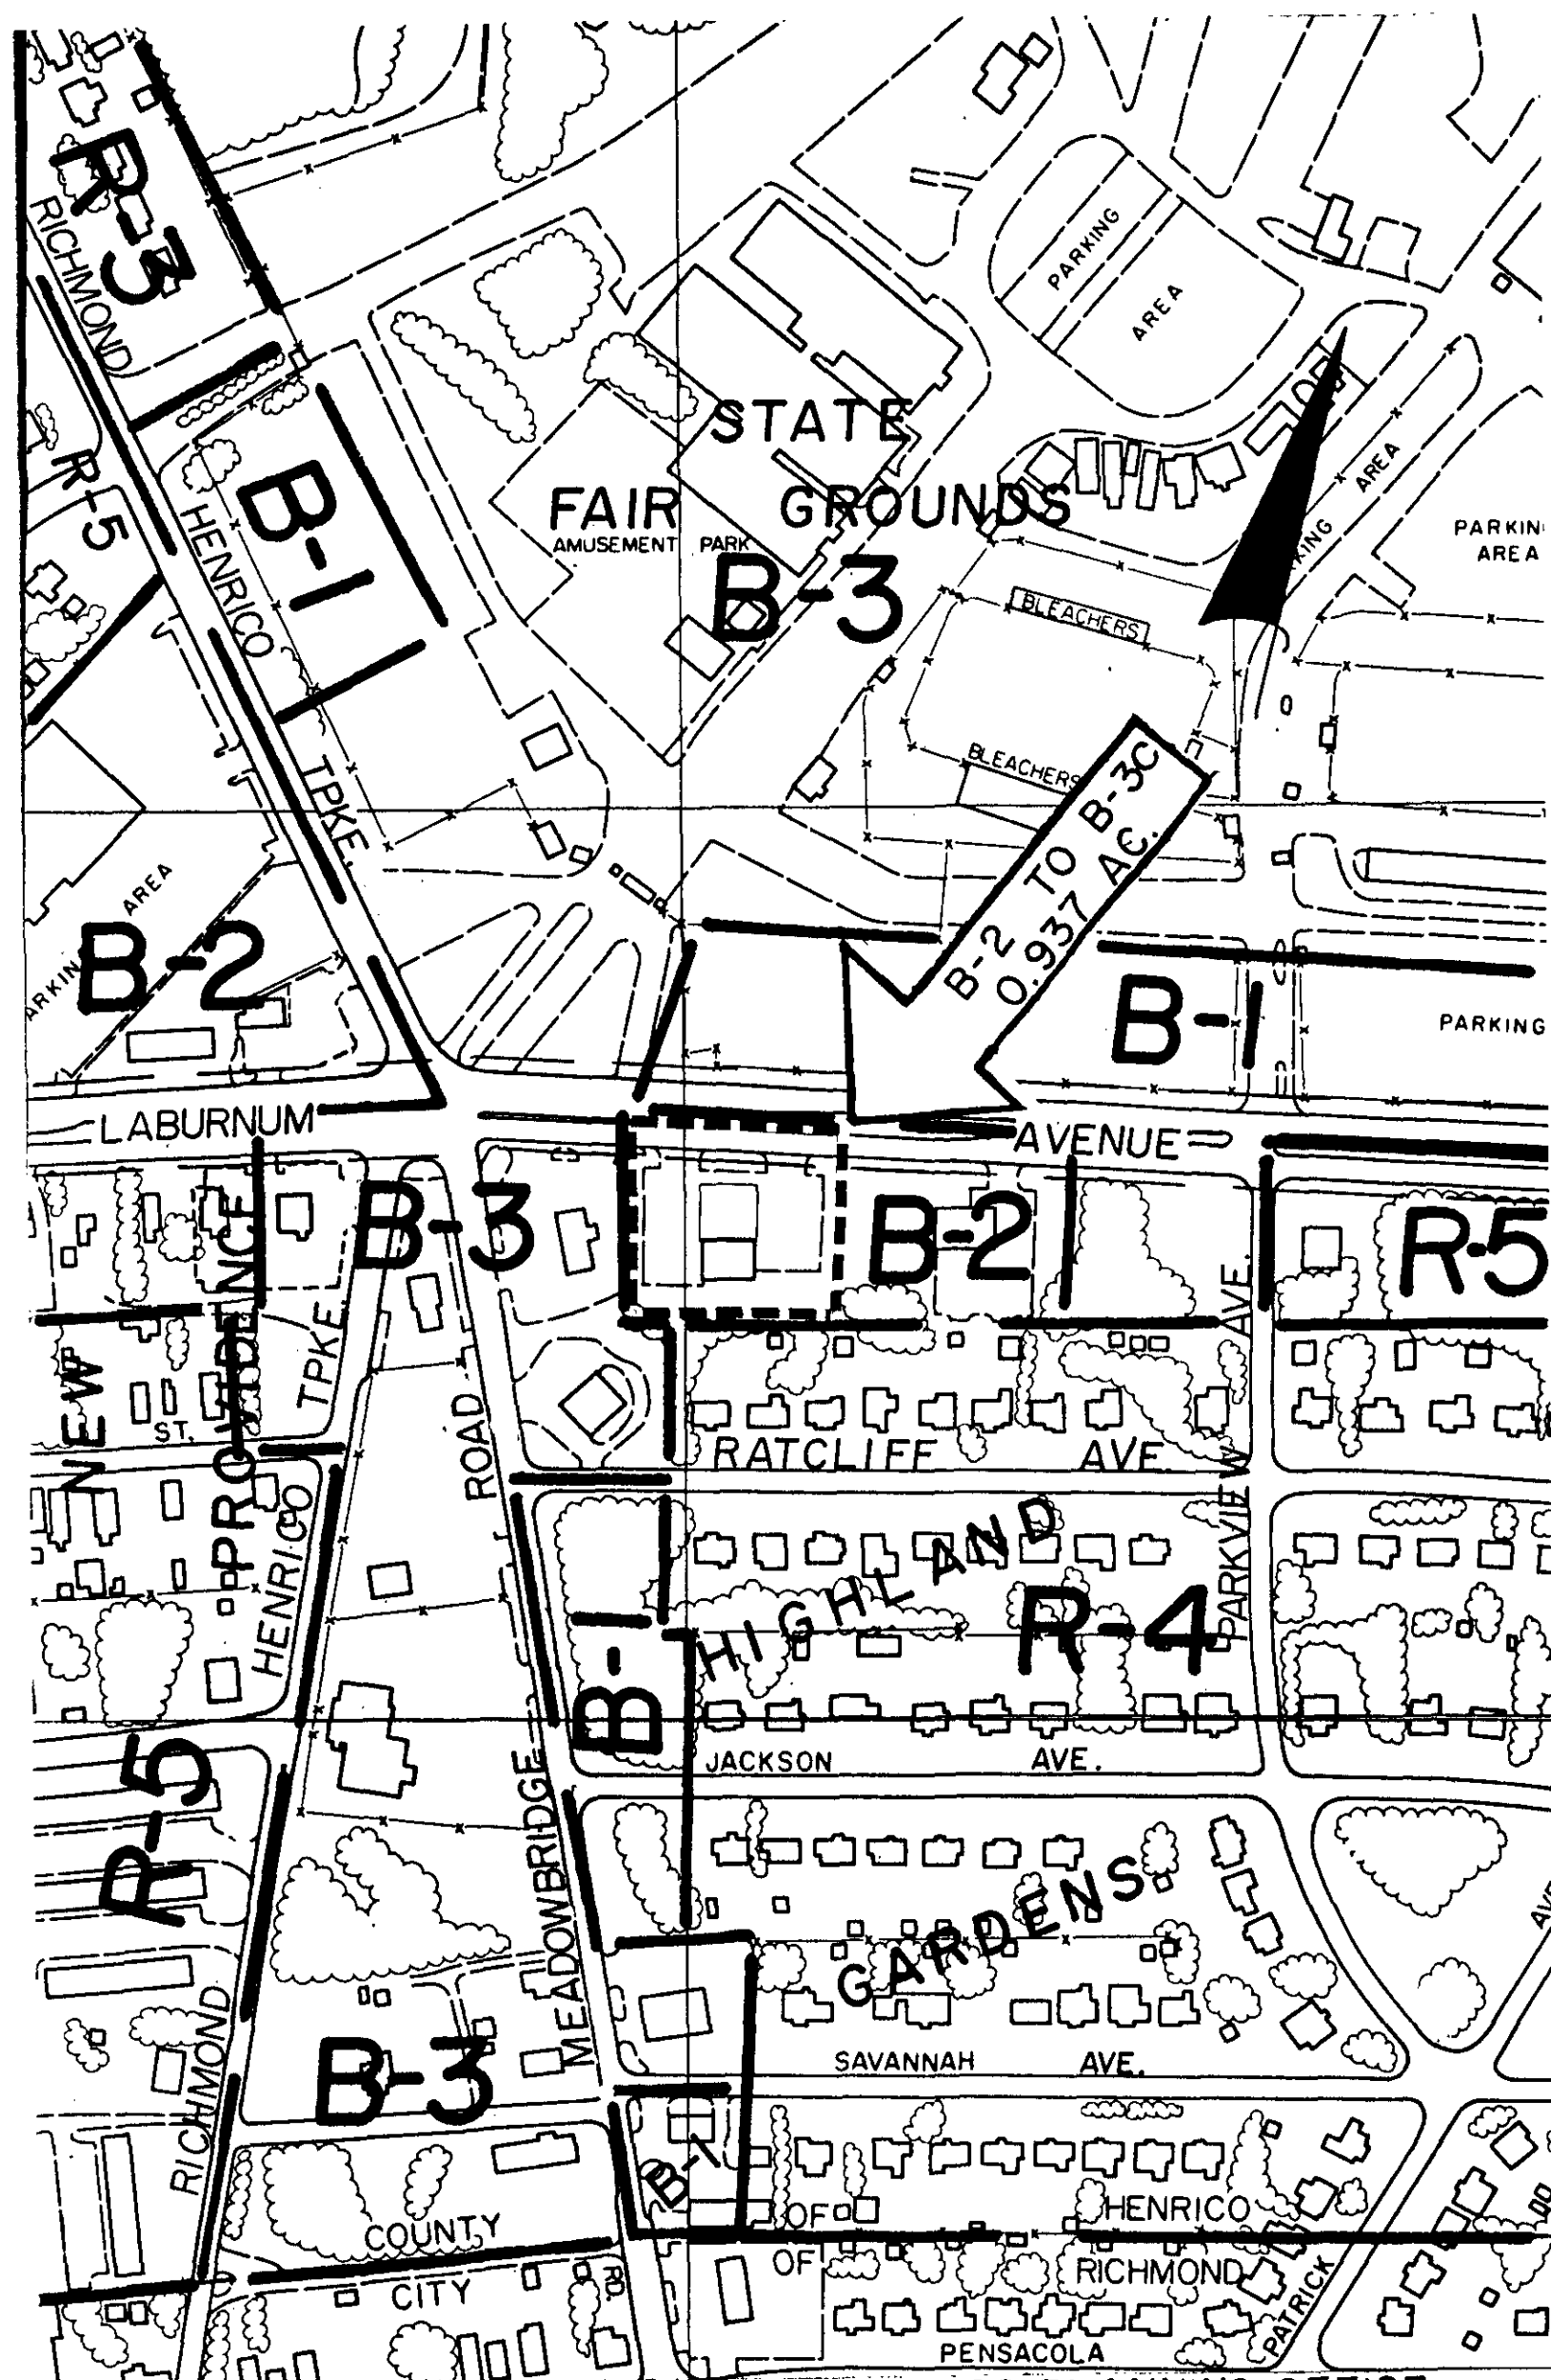 R-3
RICHMOND
PARKING
AREA
STATE
FAIR GROUNDS
AMUSEMENT PARK
B-3
R-5
HENRICO
B-1
AREA
PARKIN
AREA
BLEACHERS
BLEACHERS
TPKE.
B-2 TO B-3C
0.937 AC.
AREA
B-2
B-1
PARKING
LABURNUM
AVENUE
B-3
B-2
R-5
NEW
PROVIDENCE
TPKE
AVE.
ST.
ROAD
RATCLIFF AVE
PARKVIEW
HENRICO
HIGHLAND
R-4
B-1
JACKSON AVE.
R-5
MEADOWBRIDGE
GARDENS
RICHMOND
B-3
SAVANNAH AVE.
B-1
COUNTY OF HENRICO
CITY OF RICHMOND
RD.
PATRICK
PENSACOLA